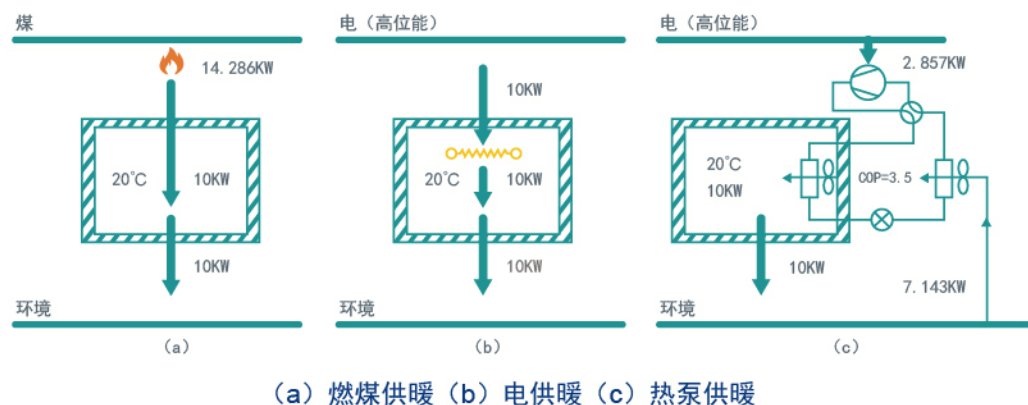 煤
14.286KW
20℃
10KW
10KW
环境
(a)
电（高位能）
10KW
20℃
10KW
10KW
环境
(b)
电（高位能）
2.857KW
20℃
10KW
COP=3.5
10KW
7.143KW
环境
(c)
（a）燃煤供暖（b）电供暖（c）热泵供暖